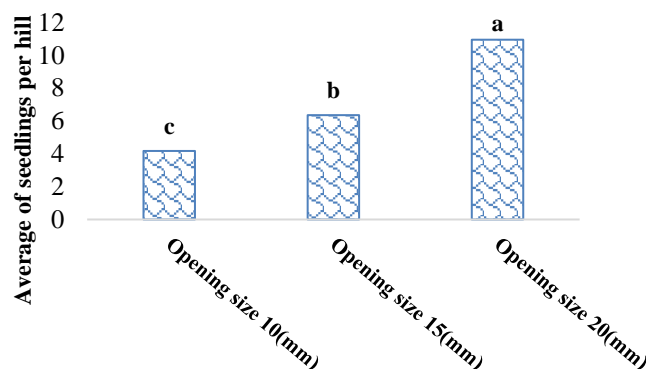 Average of seedlings per hill
12
10
8
6
4
2
0
c
b
a
Opening size 10(mm)
Opening size 15(mm)
Opening size 20(mm)